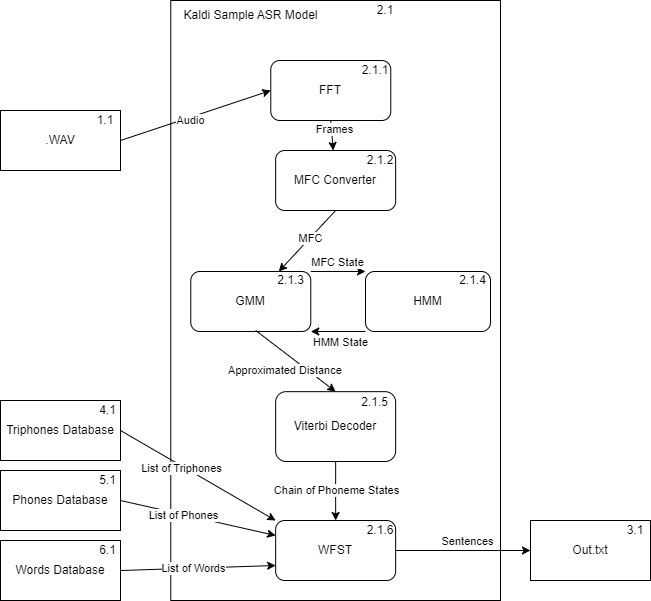 Kaldi Sample ASR Model
2.1
2.1.1
FFT
1.1
.WAV
Audio
Frames
2.1.2
MFC Converter
MFC
MFC State
2.1.3
GMM
2.1.4
HMM
HMM State
Approximated Distance
2.1.5
Viterbi Decoder
4.1
Triphones Database
List of Triphones
5.1
Phones Database
List of Phones
Chain of Phoneme States
2.1.6
WFST
Sentences
3.1
Out.txt
6.1
Words Database
List of Words